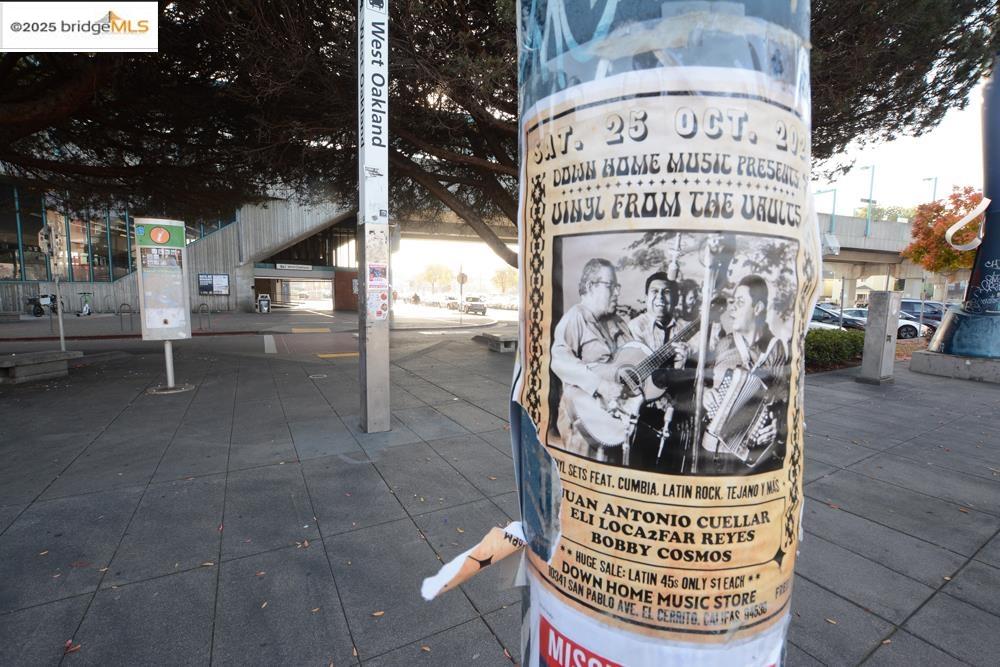 ©2025 bridgeMLS
West Oakland
i
SAT. 25 OCT.
DOWN HOME MUSIC PRESENTS
VINYL FROM THE VAULTS
SETS FEAT. CUMBIA, LATIN ROCK, TEJANO Y MAS
JUAN ANTONIO CUELLAR
ELI LOCA2FAR REYES
BOBBY COSMOS
** HUGE SALE: LATIN 45s ONLY $1 EACH **
DOWN HOME MUSIC STORE
10341 SAN PABLO AVE. EL CERRITO, CALIFAS 94530